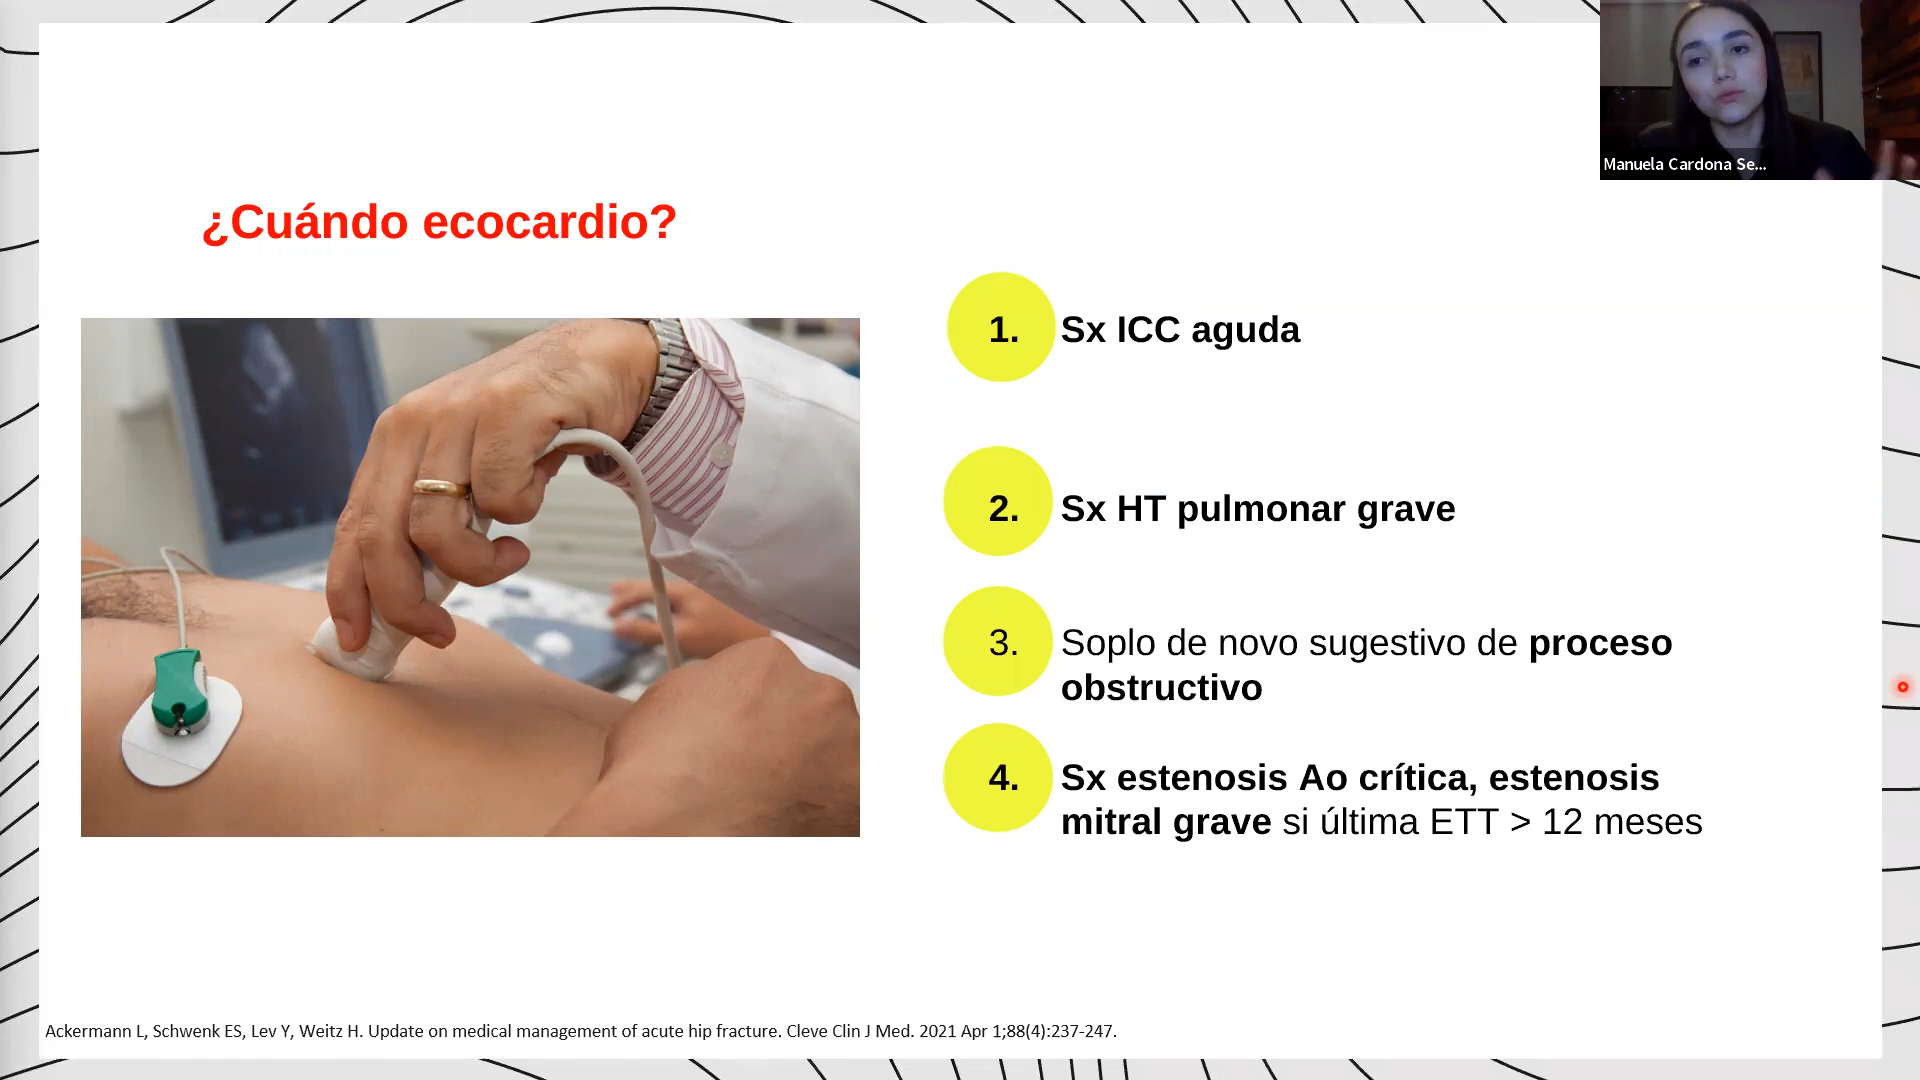 Manuela Cardona Se...
¿Cuándo ecocardio?
1. Sx ICC aguda
2. Sx HT pulmonar grave
3. Soplo de novo sugestivo de proceso
obstructivo
4. Sx estenosis Ao crítica, estenosis
mitral grave si última ETT > 12 meses
Ackermann L, Schwenk ES, Lev Y, Weitz H. Update on medical management of acute hip fracture. Cleve Clin J Med. 2021 Apr 1;88(4):237-247.